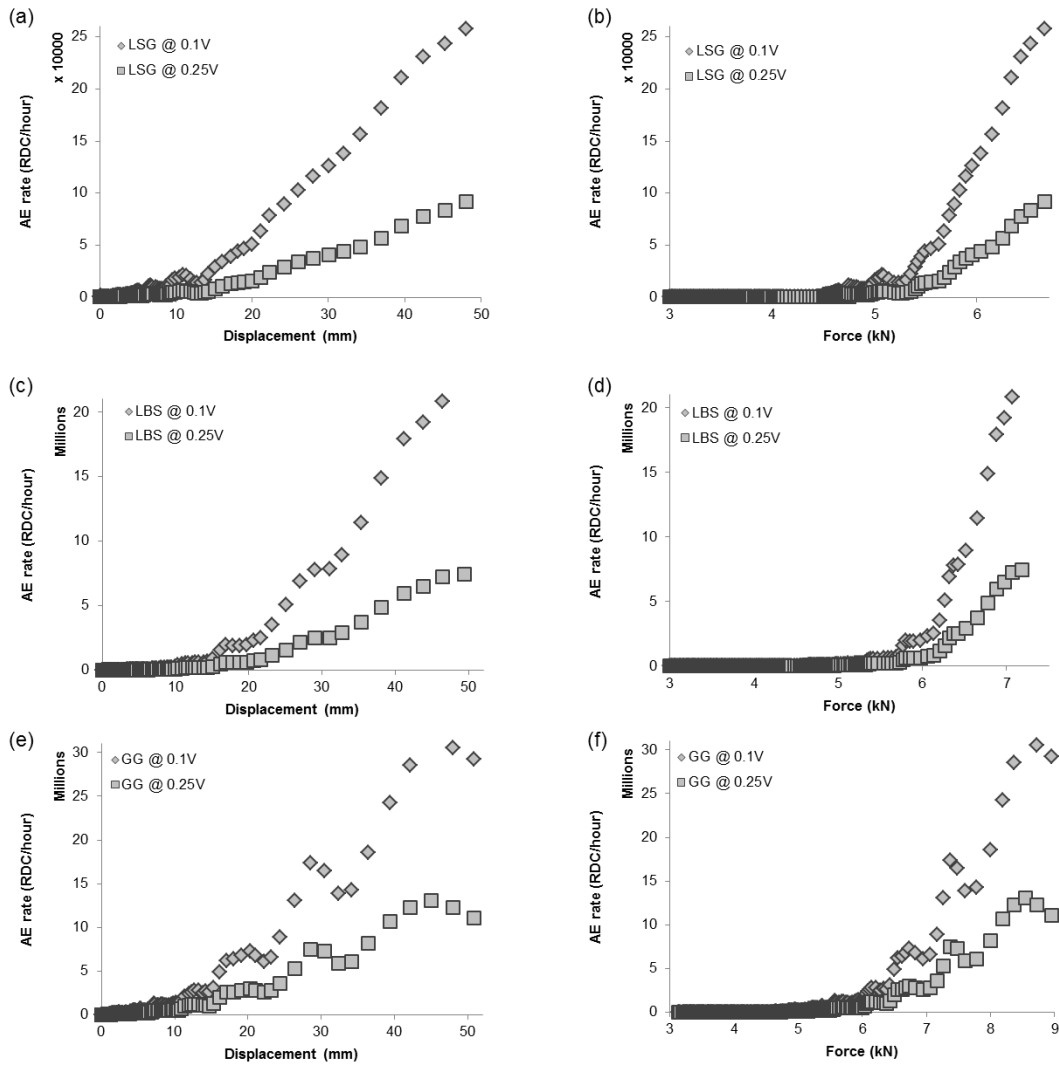 (a)
x 10000
AE rate (RDC/hour)
25
20
15
10
5
0
LSG @ 0.1V
LSG @ 0.25V
0 10 20 30 40 50
Displacement (mm)
(b)
x 10000
AE rate (RDC/hour)
25
20
15
10
5
0
LSG @ 0.1V
LSG @ 0.25V
3 4 5 6
Force (kN)
(c)
Millions
AE rate (RDC/hour)
20
15
10
5
0
LBS @ 0.1V
LBS @ 0.25V
0 10 20 30 40 50
Displacement (mm)
(d)
Millions
AE rate (RDC/hour)
20
15
10
5
0
LBS @ 0.1V
LBS @ 0.25V
3 4 5 6 7
Force (kN)
(e)
Millions
AE rate (RDC/hour)
30
25
20
15
10
5
0
GG @ 0.1V
GG @ 0.25V
0 10 20 30 40 50
Displacement (mm)
(f)
Millions
AE rate (RDC/hour)
30
25
20
15
10
5
0
GG @ 0.1V
GG @ 0.25V
3 4 5 6 7 8 9
Force (kN)